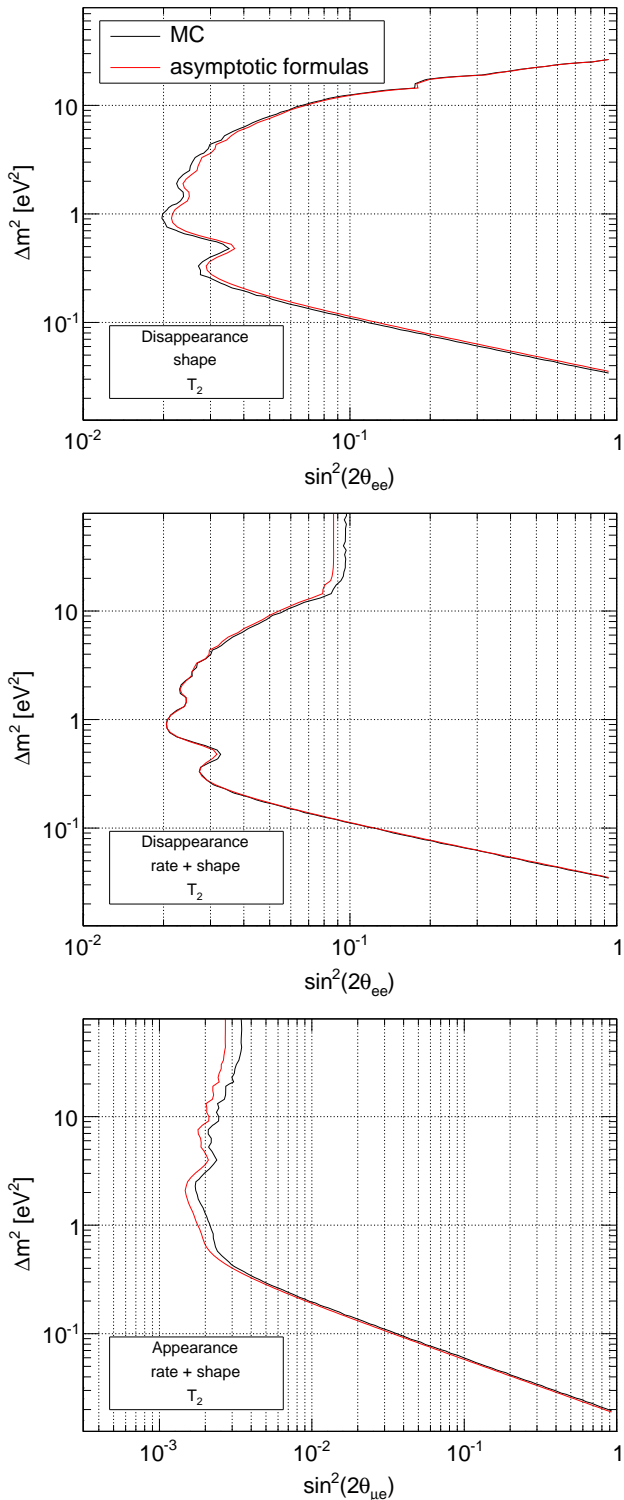 MC
asymptotic formulas
Δm² [eV²]
10
1
10⁻¹
Disappearance
shape
T₂
10⁻²
10⁻¹
1
sin²(2θₑₑ)
Δm² [eV²]
10
1
10⁻¹
Disappearance
rate + shape
T₂
10⁻²
10⁻¹
1
sin²(2θₑₑ)
Δm² [eV²]
10
1
10⁻¹
Appearance
rate + shape
T₂
10⁻³
10⁻²
10⁻¹
1
sin²(2θ_μe)